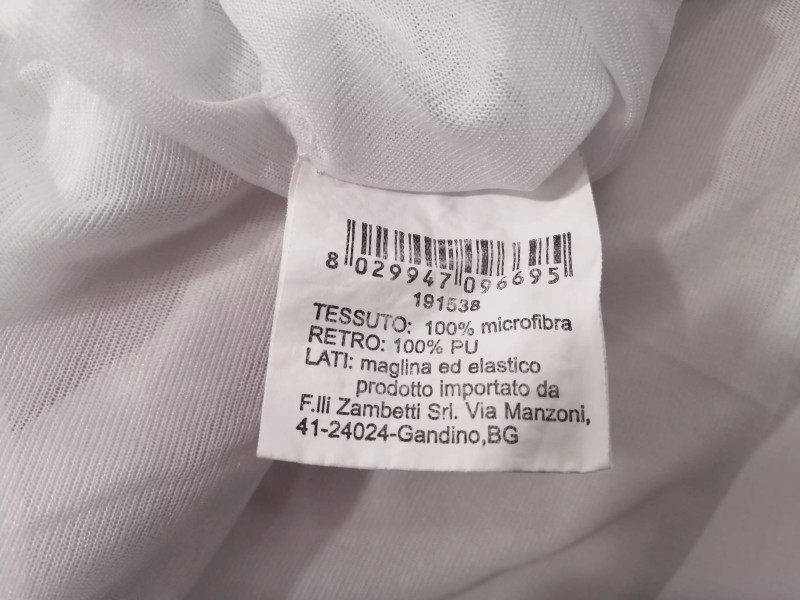 8 029947 096695
191538
TESSUTO: 100% microfibra
RETRO: 100% PU
LATI: maglina ed elastico
prodotto importato da
F.lli Zambetti Srl. Via Manzoni,
41-24024-Gandino,BG